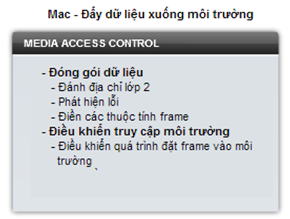 Mac - Đẩy dữ liệu xuống môi trường
MEDIA ACCESS CONTROL
- Đóng gói dữ liệu
- Đánh địa chỉ lớp 2
- Phát hiện lỗi
- Điền các thuộc tính frame
- Điều khiển truy cập môi trường
- Điều khiển quá trình đặt frame vào môi
trường